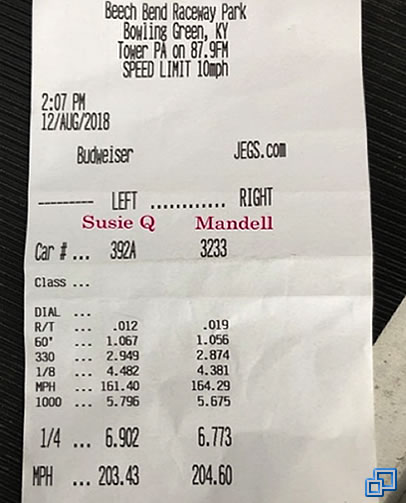 Beech Bend Raceway Park
Bowling Green, KY
Tower PA on 87.9FM
SPEED LIMIT 10mph
2:07 PM
12/AUG/2018
Budweiser JEGS.com
--------- LEFT ............ RIGHT
Susie Q Mandell
Car # ... 392A 3233
Class ...
DIAL ...
R/T ... .012 .019
60' ... 1.067 1.056
330 ... 2.949 2.874
1/8 ... 4.482 4.381
MPH ... 161.40 164.29
1000 ... 5.796 5.675
1/4 ... 6.902 6.773
MPH ... 203.43 204.60